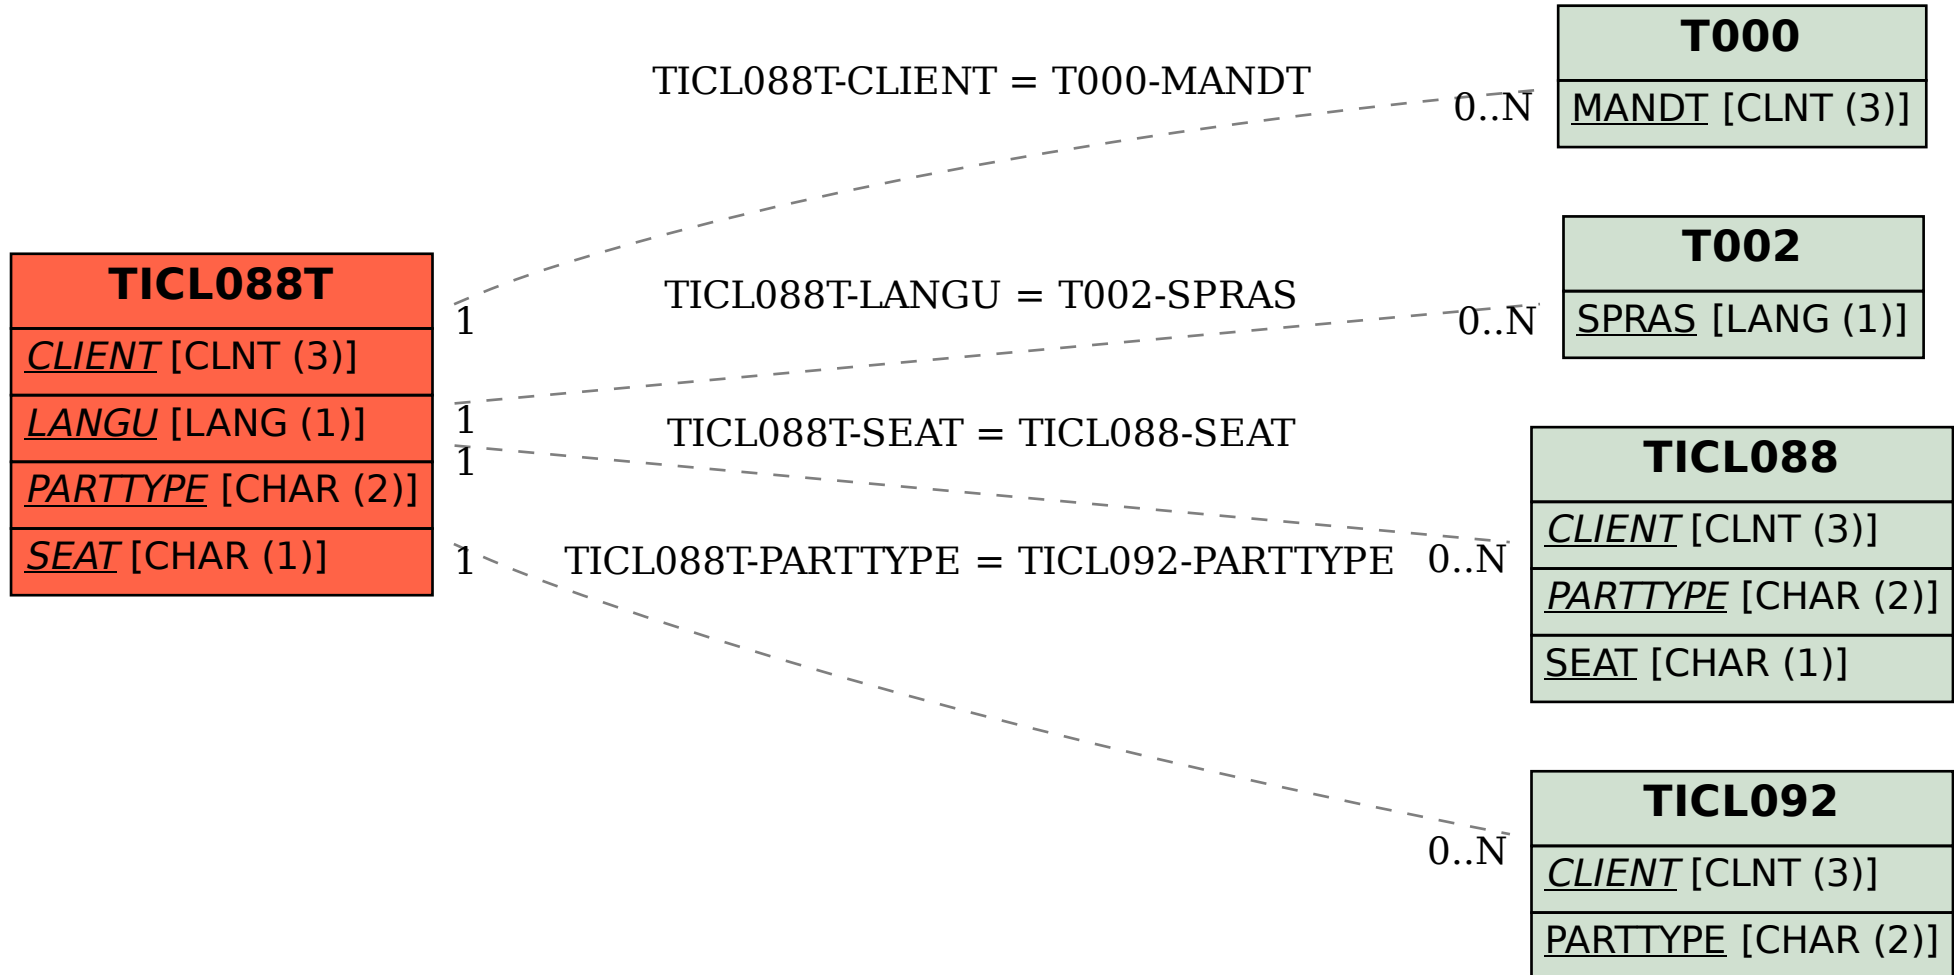 TICL088T
CLIENT [CLNT (3)]
LANGU [LANG (1)]
PARTTYPE [CHAR (2)]
SEAT [CHAR (1)]
TICL088T-CLIENT = T000-MANDT
1
0..N
TICL088T-LANGU = T002-SPRAS
1
0..N
TICL088T-SEAT = TICL088-SEAT
1
0..N
TICL088T-PARTTYPE = TICL092-PARTTYPE
1
0..N
T000
MANDT [CLNT (3)]
T002
SPRAS [LANG (1)]
TICL088
CLIENT [CLNT (3)]
PARTTYPE [CHAR (2)]
SEAT [CHAR (1)]
TICL092
CLIENT [CLNT (3)]
PARTTYPE [CHAR (2)]